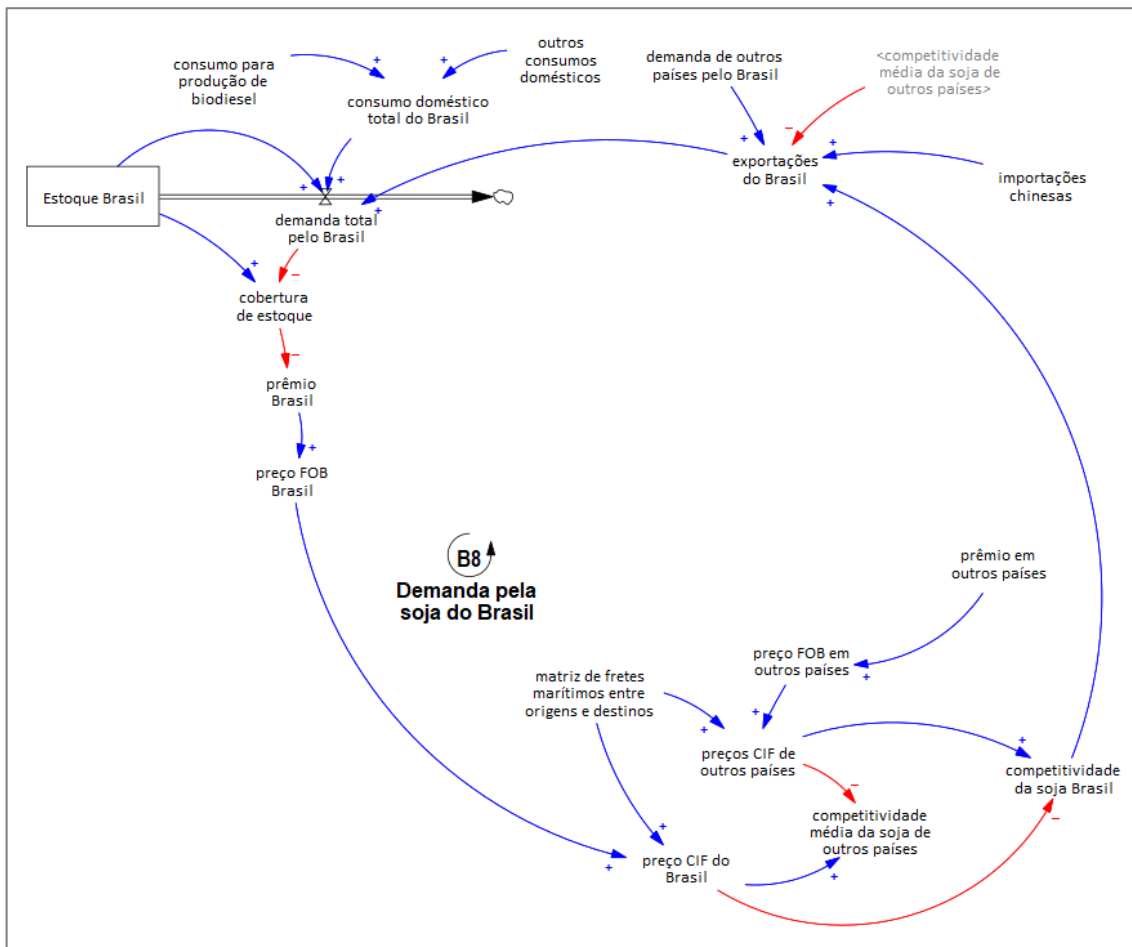 consumo para
produção de
biodiesel
outros
consumos
domésticos
consumo doméstico
total do Brasil
demanda de outros
países pelo Brasil
<competitividade
média da soja de
outros países>
exportações
do Brasil
importações
chinesas
Estoque Brasil
demanda total
pelo Brasil
cobertura
de estoque
prêmio
Brasil
preço FOB
Brasil
B8
Demanda pela
soja do Brasil
prêmio em
outros países
preço FOB em
outros países
matriz de fretes
marítimos entre
origens e destinos
preços CIF de
outros países
competitividade
da soja Brasil
competitividade
média da soja de
outros países
preço CIF do
Brasil